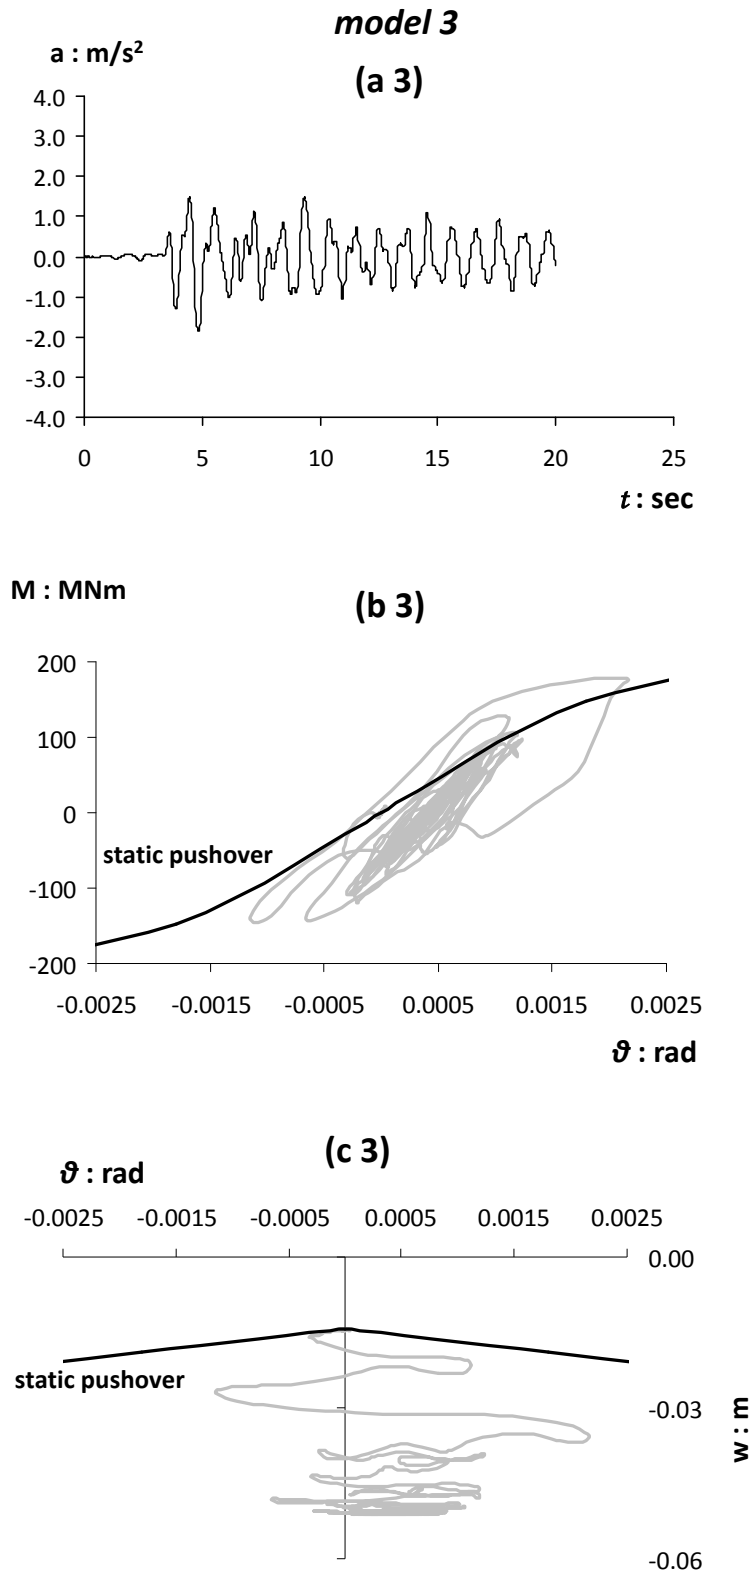 model 3
a : m/s²
(a 3)
4.0
3.0
2.0
1.0
0.0
-1.0
-2.0
-3.0
-4.0
0 5 10 15 20 25
t : sec
M : MNm
(b 3)
200
100
0
static pushover
-100
-200
-0.0025 -0.0015 -0.0005 0.0005 0.0015 0.0025
ϑ : rad
(c 3)
ϑ : rad
-0.0025 -0.0015 -0.0005 0.0005 0.0015 0.0025
0.00
static pushover
-0.03
w : m
-0.06